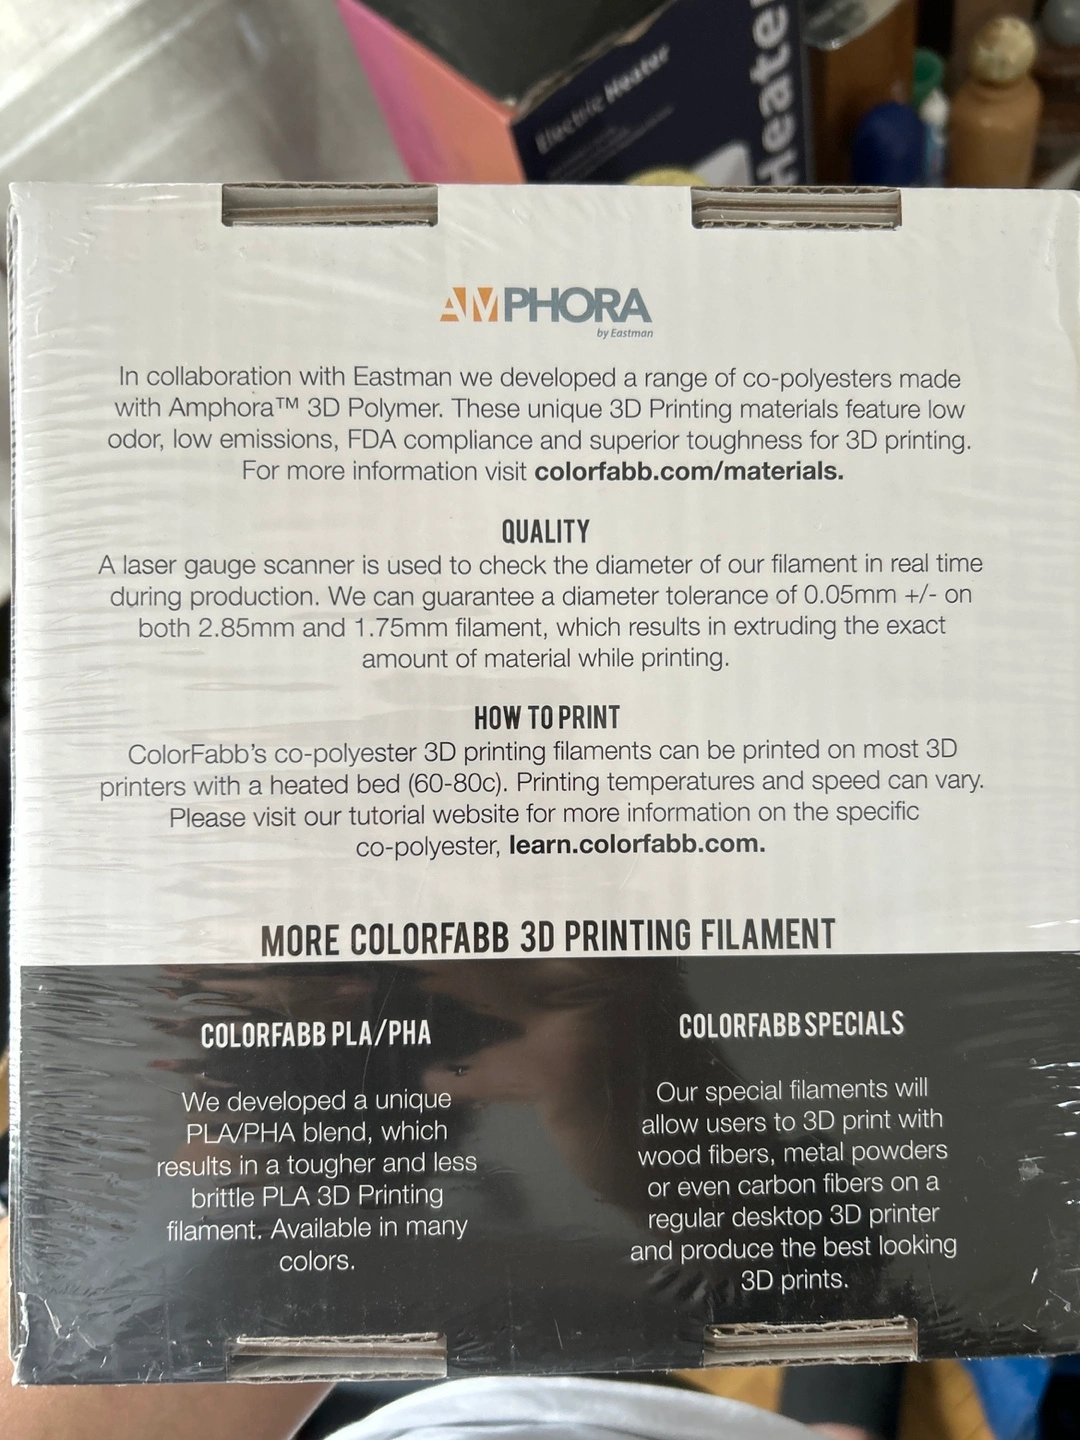 Electric Heater
Heater
AMPHORA
by Eastman
In collaboration with Eastman we developed a range of co-polyesters made
with Amphora™ 3D Polymer. These unique 3D Printing materials feature low
odor, low emissions, FDA compliance and superior toughness for 3D printing.
For more information visit colorfabb.com/materials.
QUALITY
A laser gauge scanner is used to check the diameter of our filament in real time
during production. We can guarantee a diameter tolerance of 0.05mm +/- on
both 2.85mm and 1.75mm filament, which results in extruding the exact
amount of material while printing.
HOW TO PRINT
ColorFabb's co-polyester 3D printing filaments can be printed on most 3D
printers with a heated bed (60-80c). Printing temperatures and speed can vary.
Please visit our tutorial website for more information on the specific
co-polyester, learn.colorfabb.com.
MORE COLORFABB 3D PRINTING FILAMENT
COLORFABB PLA/PHA
We developed a unique
PLA/PHA blend, which
results in a tougher and less
brittle PLA 3D Printing
filament. Available in many
colors.
COLORFABB SPECIALS
Our special filaments will
allow users to 3D print with
wood fibers, metal powders
or even carbon fibers on a
regular desktop 3D printer
and produce the best looking
3D prints.